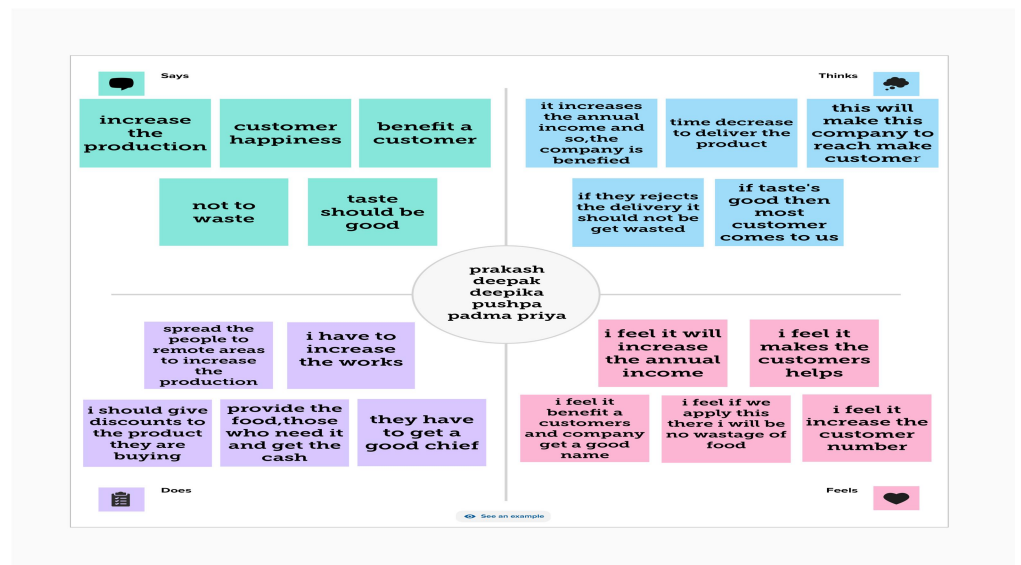 Says
increase
the
production
customer
happiness
benefit a
customer
not to
waste
taste
should be
good
Thinks
it increases
the annual
income and
so,the
company is
benefied
time decrease
to deliver the
product
this will
make this
company to
reach make
customer
if they rejects
the delivery it
should not be
get wasted
if taste's
good then
most
customer
comes to us
prakash
deepak
deepika
pushpa
padma priya
spread the
people to
remote areas
to increase
the
production
i have to
increase
the works
i should give
discounts to
the product
they are
buying
provide the
food,those
who need it
and get the
cash
they have
to get a
good chief
Does
i feel it will
increase
the annual
income
i feel it
makes the
customers
helps
i feel it
benefit a
customers
and company
get a good
name
i feel if we
apply this
there i will be
no wastage of
food
i feel it
increase the
customer
number
Feels
See an example